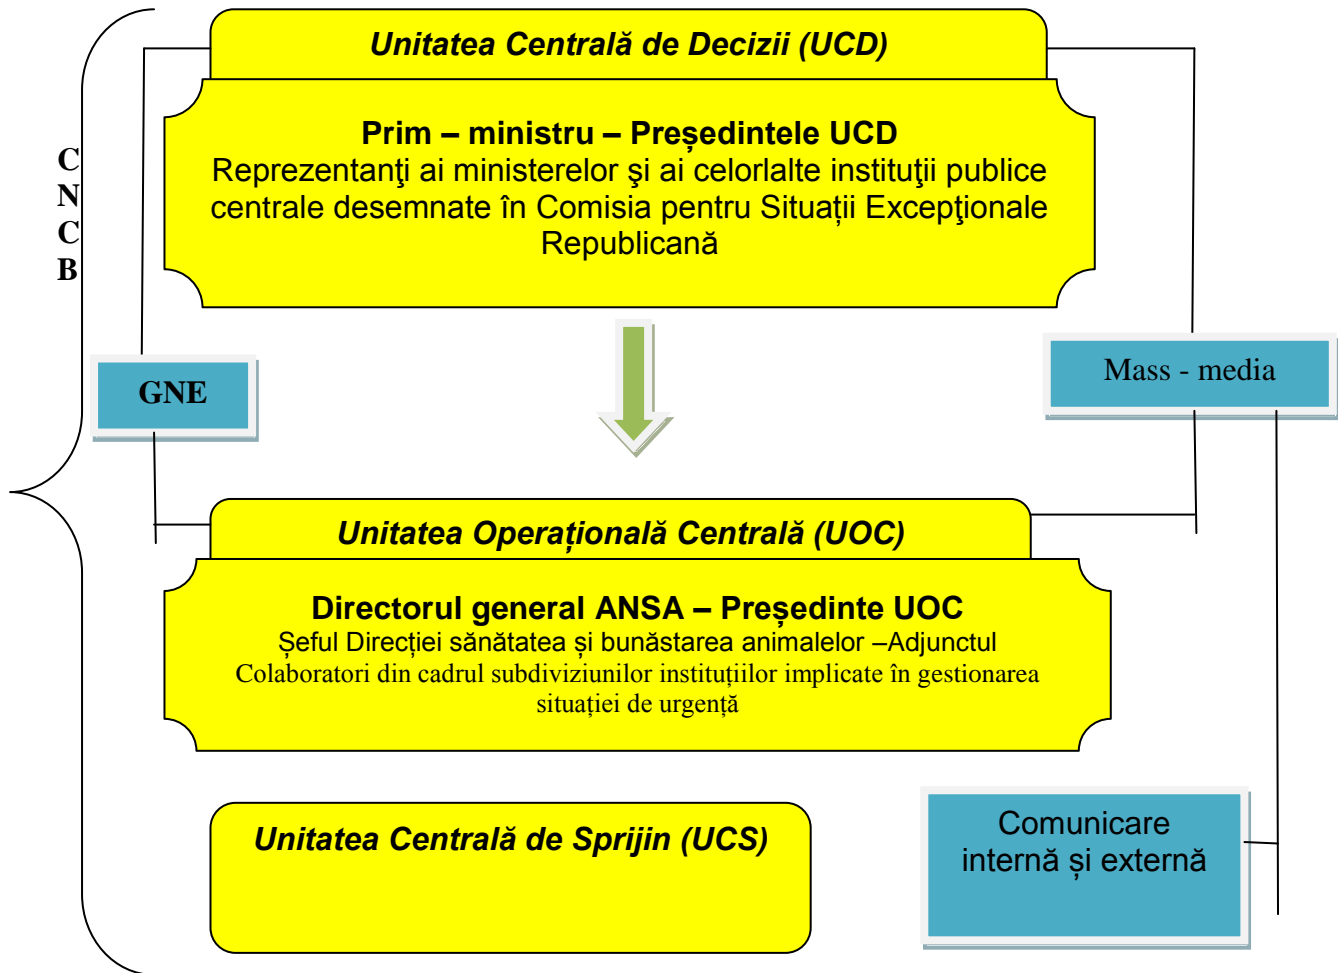 Unitatea Centrală de Decizii (UCD)
Prim – ministru – Președintele UCD
Reprezentanţi ai ministerelor şi ai celorlalte instituţii publice
centrale desemnate în Comisia pentru Situații Excepţionale
Republicană
C
N
C
B
GNE
Mass - media
Unitatea Operațională Centrală (UOC)
Directorul general ANSA – Președinte UOC
Șeful Direcției sănătatea și bunăstarea animalelor –Adjunctul
Colaboratori din cadrul subdiviziunilor instituțiilor implicate în gestionarea
situației de urgență
Unitatea Centrală de Sprijin (UCS)
Comunicare
internă și externă